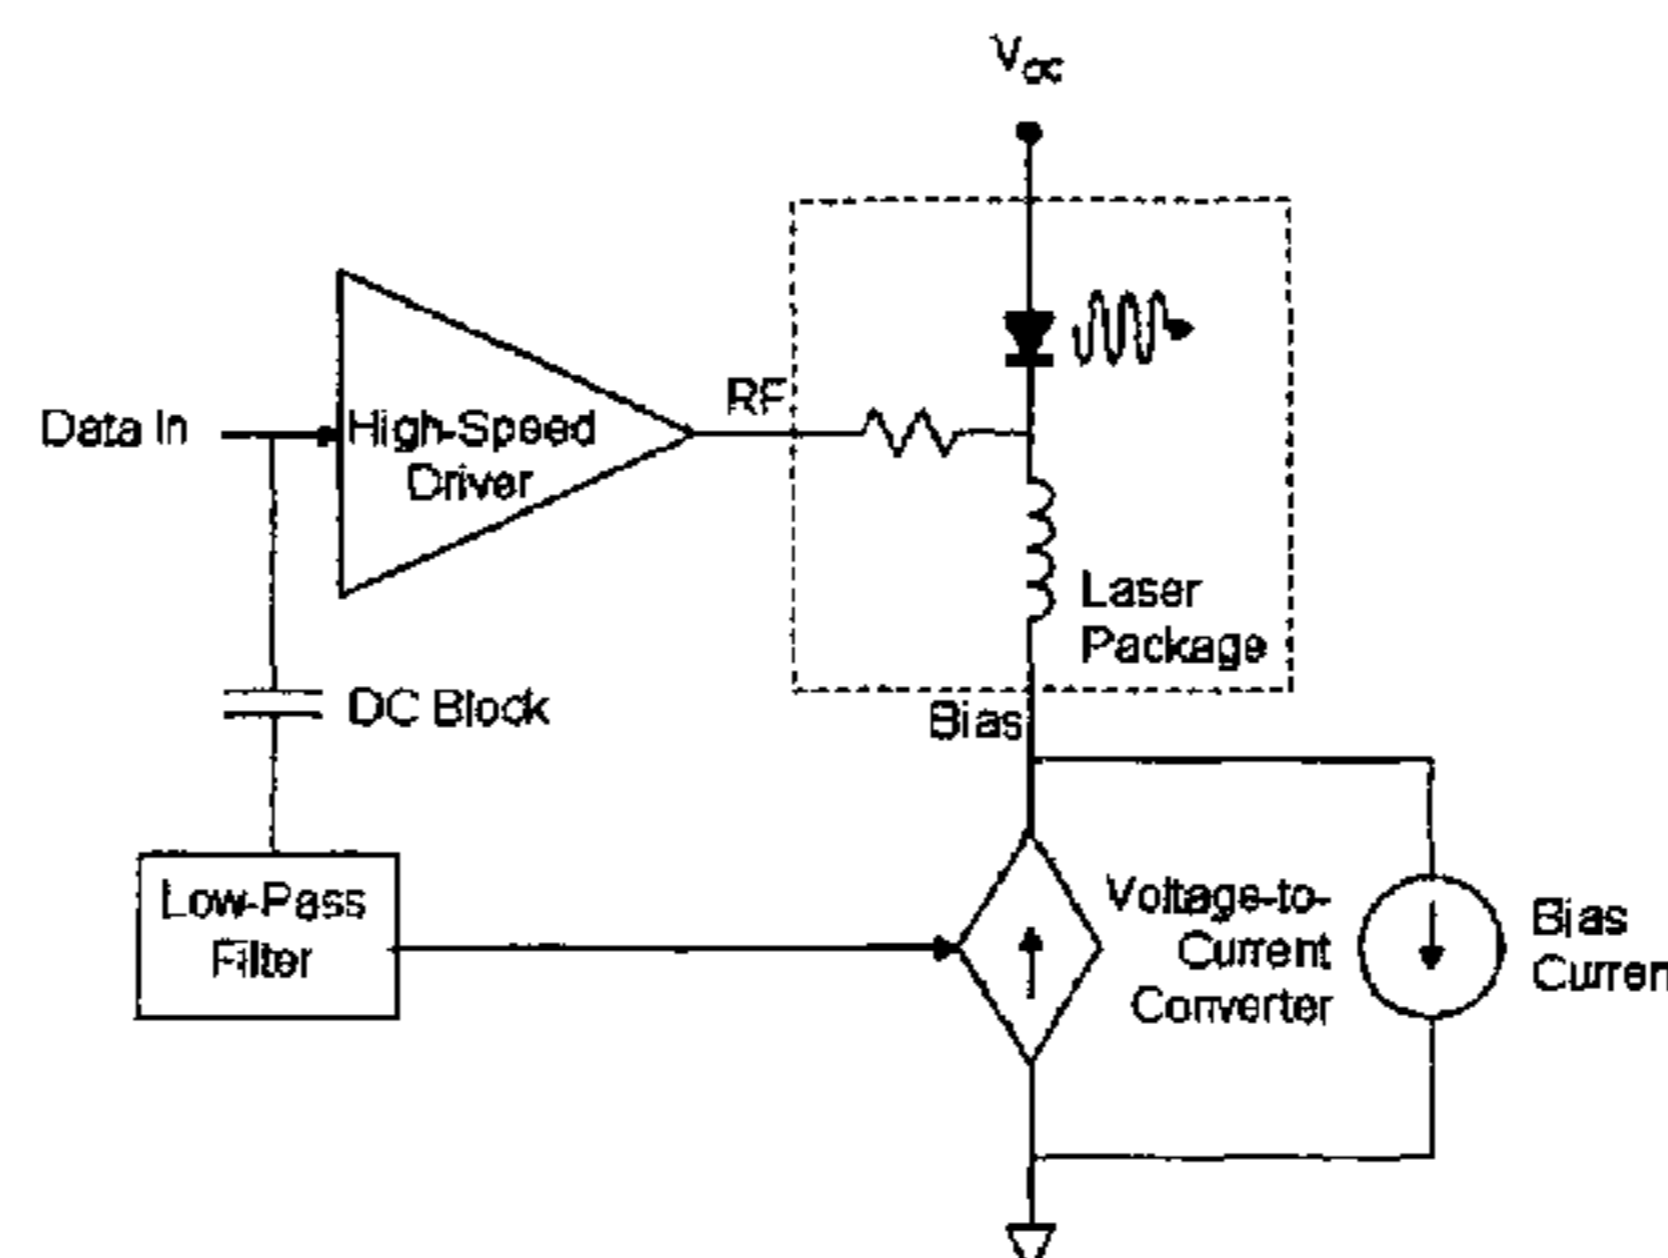 Vcc
RF
Data In
High-Speed
Driver
Laser
Package
DC Block
Bias
Low-Pass
Filter
Voltage-to-
Current
Converter
Bias
Curren